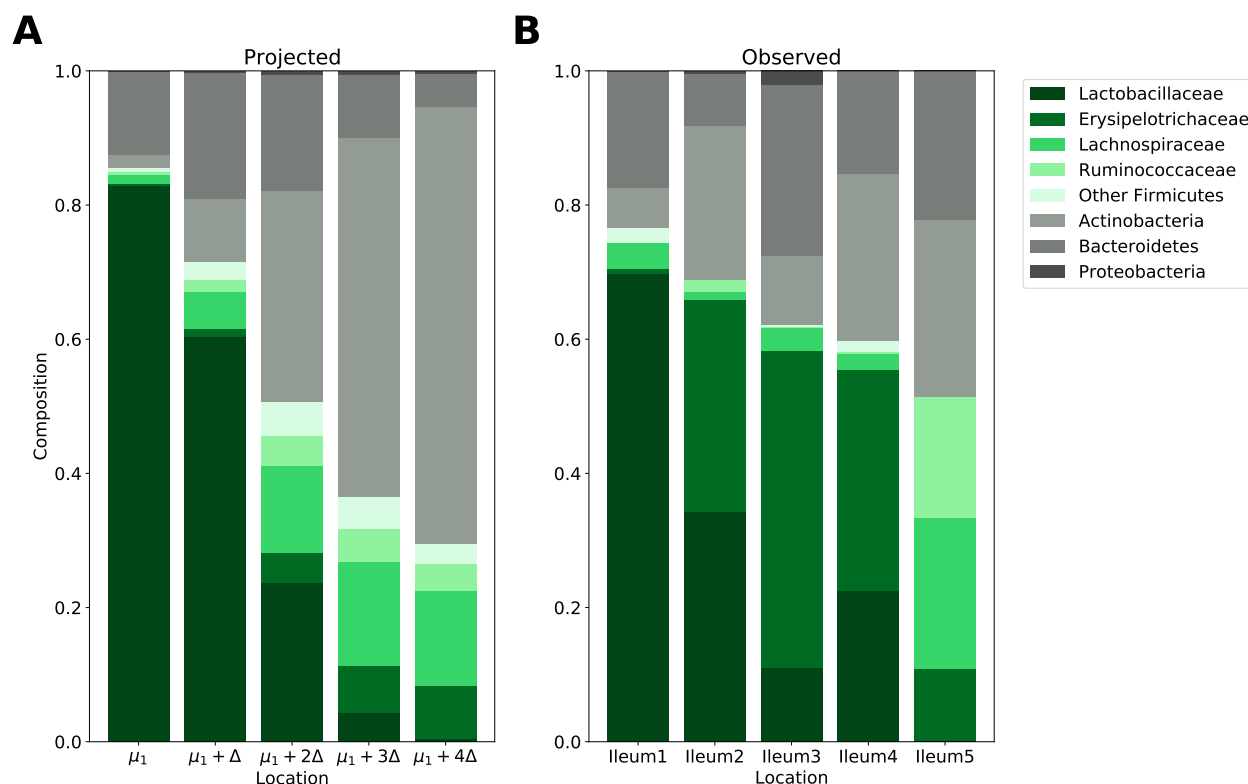 A
Projected
1.0
0.8
0.6
0.4
0.2
0.0
Composition
μ₁
μ₁ + Δ
μ₁ + 2Δ
μ₁ + 3Δ
μ₁ + 4Δ
Location
B
Observed
1.0
0.8
0.6
0.4
0.2
0.0
Ileum1
Ileum2
Ileum3
Ileum4
Ileum5
Location
Lactobacillaceae
Erysipelotrichaceae
Lachnospiraceae
Ruminococcaceae
Other Firmicutes
Actinobacteria
Bacteroidetes
Proteobacteria